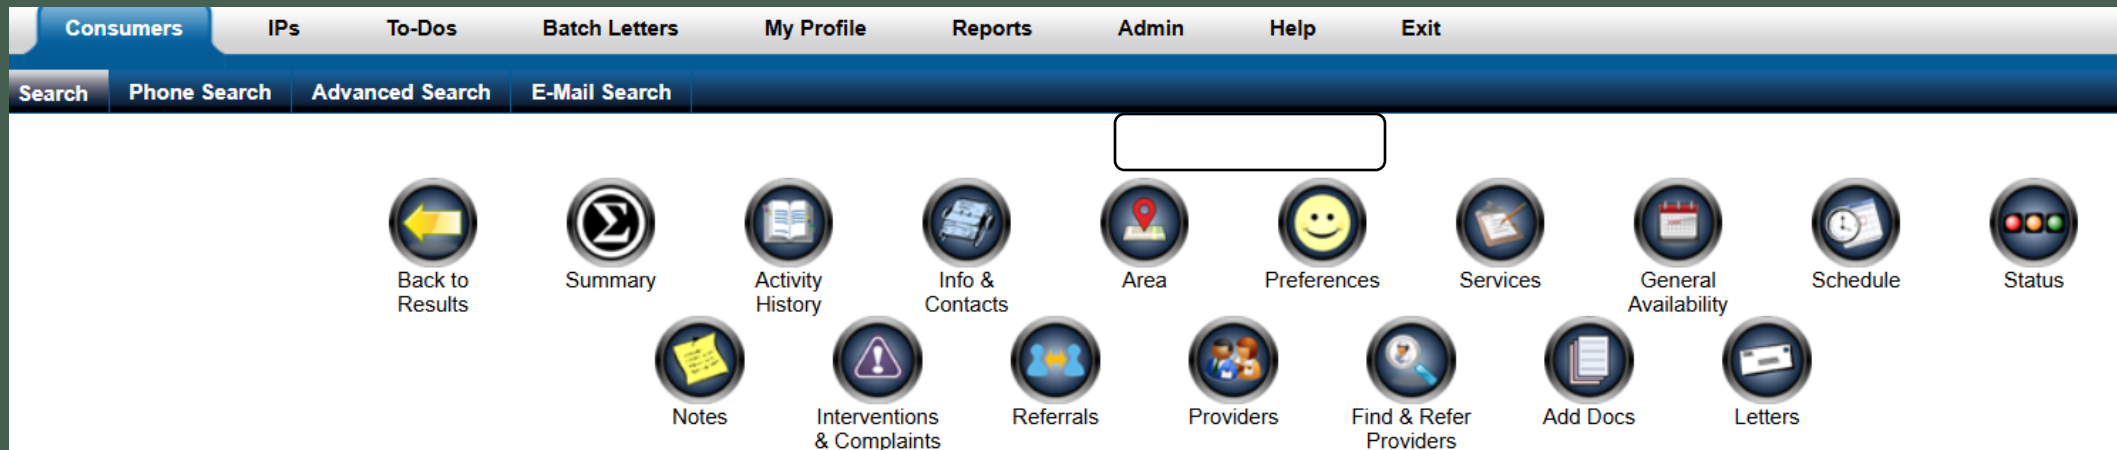 Consumers IPs To-Dos Batch Letters My Profile Reports Admin Help Exit
Search Phone Search Advanced Search E-Mail Search
Back to Results
Summary
Activity History
Info & Contacts
Area
Preferences
Services
General Availability
Schedule
Status
Notes
Interventions & Complaints
Referrals
Providers
Find & Refer Providers
Add Docs
Letters